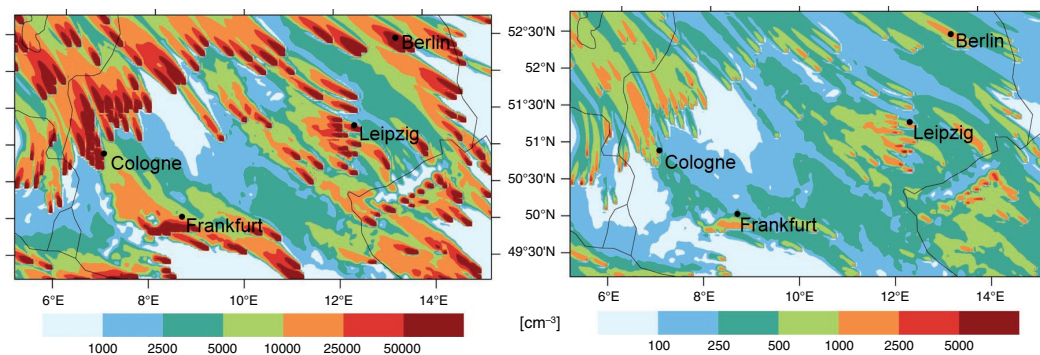 Berlin
Leipzig
Cologne
Frankfurt
6°E 8°E 10°E 12°E 14°E
1000 2500 5000 10000 25000 50000
52°30'N
52°N
51°30'N
51°N
50°30'N
50°N
49°30'N
Berlin
Leipzig
Cologne
Frankfurt
6°E 8°E 10°E 12°E 14°E
[cm⁻³]
100 250 500 1000 2500 5000